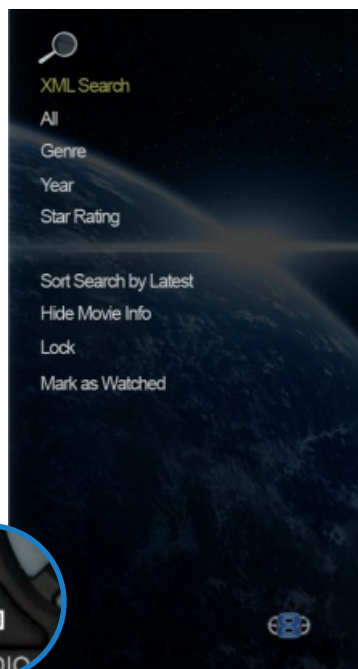 XML Search
All
Genre
Year
Star Rating
Sort Search by Latest
Hide Movie Info
Lock
Mark as Watched